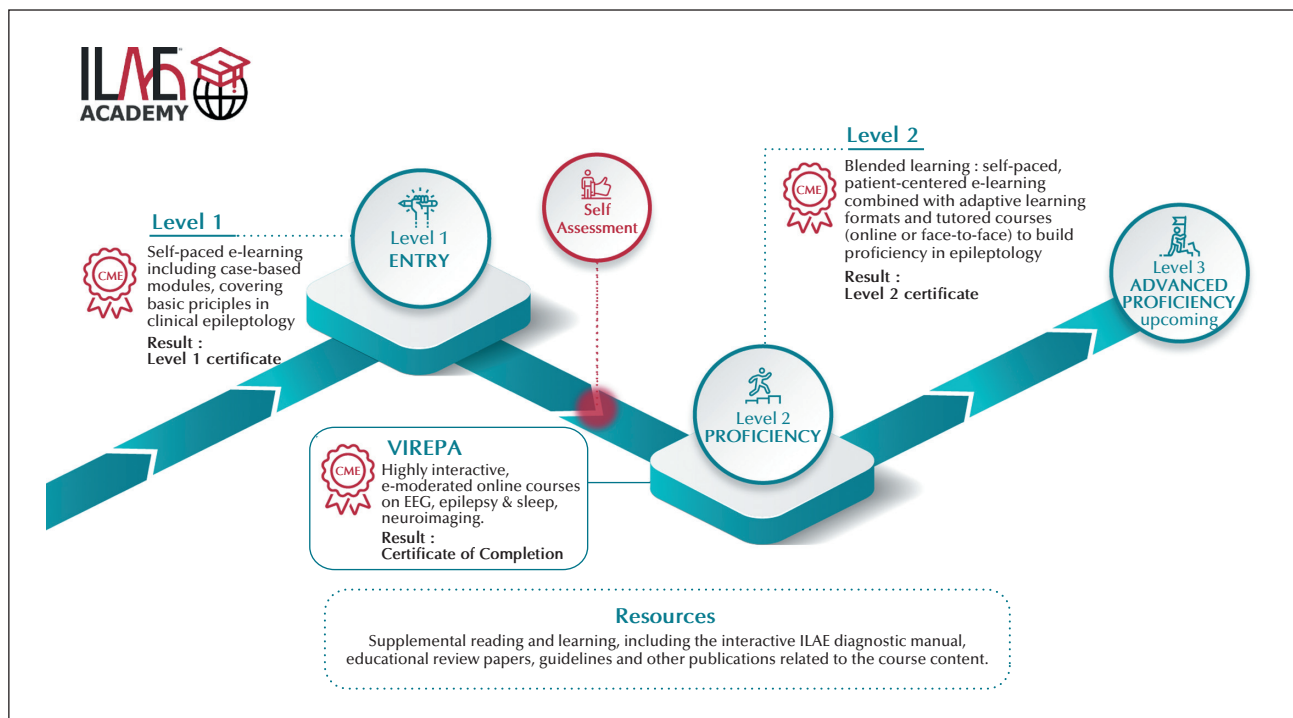 ILAE
ACADEMY
Level 1
CME
Self-paced e-learning
including case-based
modules, covering
basic priciples in
clinical epileptology
Result :
Level 1 certificate
Level 1
ENTRY
Self
Assessment
Level 2
CME
Blended learning : self-paced,
patient-centered e-learning
combined with adaptive learning
formats and tutored courses
(online or face-to-face) to build
proficiency in epileptology
Result :
Level 2 certificate
Level 3
ADVANCED
PROFICIENCY
upcoming
Level 2
PROFICIENCY
VIREPA
CME
Highly interactive,
e-moderated online courses
on EEG, epilepsy & sleep,
neuroimaging.
Result :
Certificate of Completion
Resources
Supplemental reading and learning, including the interactive ILAE diagnostic manual,
educational review papers, guidelines and other publications related to the course content.